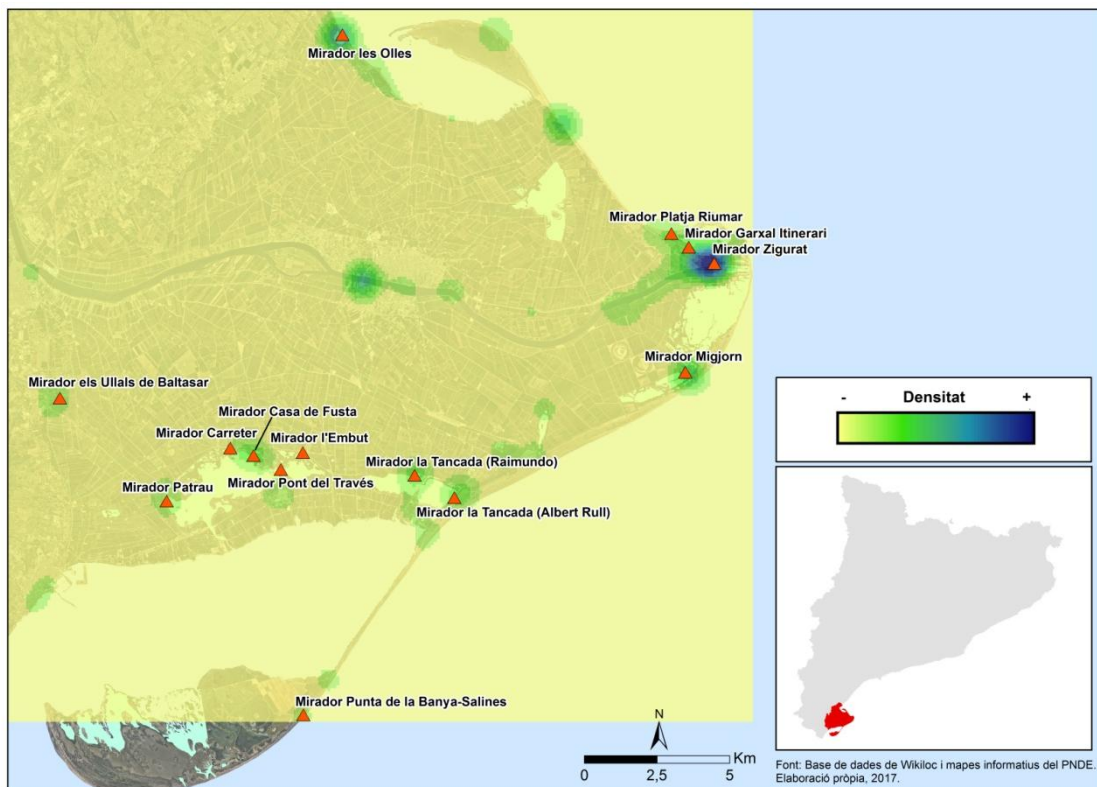 Mirador les Olles
Mirador Platja Riumar
Mirador Garxal Itinerari
Mirador Zigurat
Mirador Migjorn
Mirador els Ullals de Baltasar
Mirador Casa de Fusta
Mirador Carreter
Mirador l'Embut
Mirador la Tancada (Raimundo)
Mirador Pont del Través
Mirador Patrau
Mirador la Tancada (Albert Rull)
Mirador Punta de la Banya-Salines
Densitat
- +
N
Km
0 2,5 5
Font: Base de dades de Wikiloc i mapes informatius del PNDE.
Elaboració pròpia, 2017.